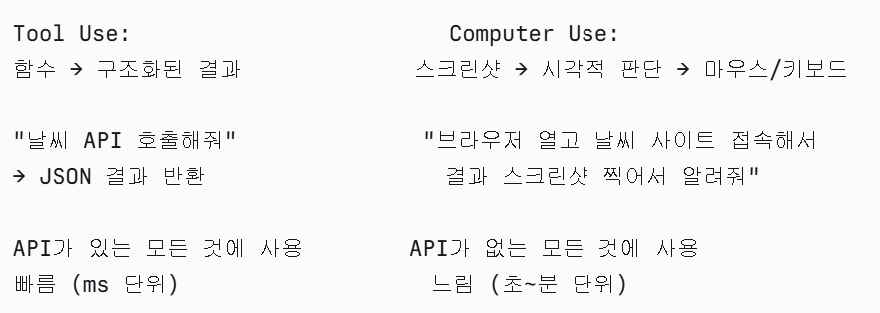 Tool Use: Computer Use:
함수 → 구조화된 결과 스크린샷 → 시각적 판단 → 마우스/키보드
"날씨 API 호출해줘" "브라우저 열고 날씨 사이트 접속해서
→ JSON 결과 반환 결과 스크린샷 찍어서 알려줘"
API가 있는 모든 것에 사용 API가 없는 모든 것에 사용
빠름 (ms 단위) 느림 (초~분 단위)